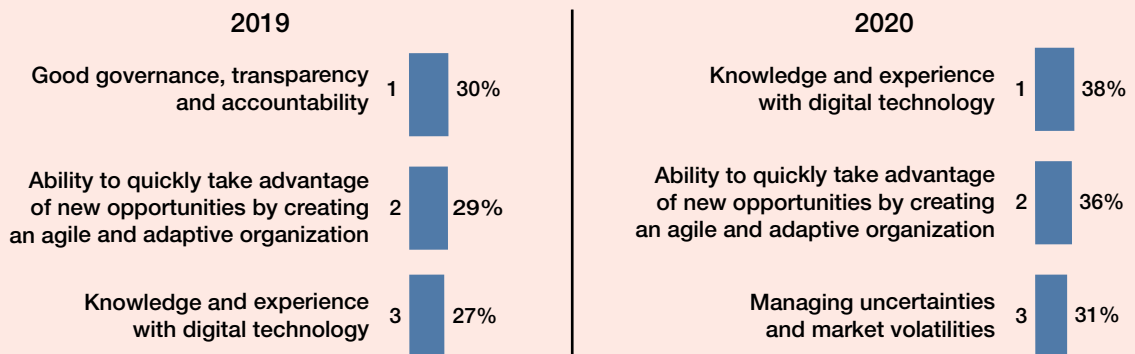 2019
Good governance, transparency
and accountability
1
30%
Ability to quickly take advantage
of new opportunities by creating
an agile and adaptive organization
2
29%
Knowledge and experience
with digital technology
3
27%
2020
Knowledge and experience
with digital technology
1
38%
Ability to quickly take advantage
of new opportunities by creating
an agile and adaptive organization
2
36%
Managing uncertainties
and market volatilities
3
31%